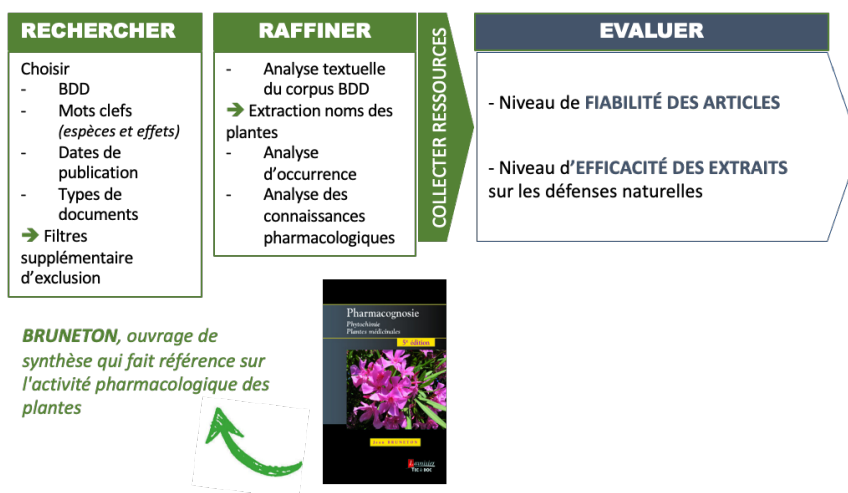 RECHERCHER
Choisir
- BDD
- Mots clefs
(espèces et effets)
- Dates de
publication
- Types de
documents
➔ Filtres
supplémentaire
d'exclusion
RAFFINER
- Analyse textuelle
du corpus BDD
➔ Extraction noms des
plantes
- Analyse
d'occurrence
- Analyse des
connaissances
pharmacologiques
COLLECTER RESSOURCES
EVALUER
- Niveau de FIABILITÉ DES ARTICLES
- Niveau d'EFFICACITÉ DES EXTRAITS
sur les défenses naturelles
BRUNETON, ouvrage de
synthèse qui fait référence sur
l'activité pharmacologique des
plantes
Pharmacognosie
Phytochimie
Plantes médicinales
5e édition
Jean BRUNETON
Lavoisier
TEC & DOC